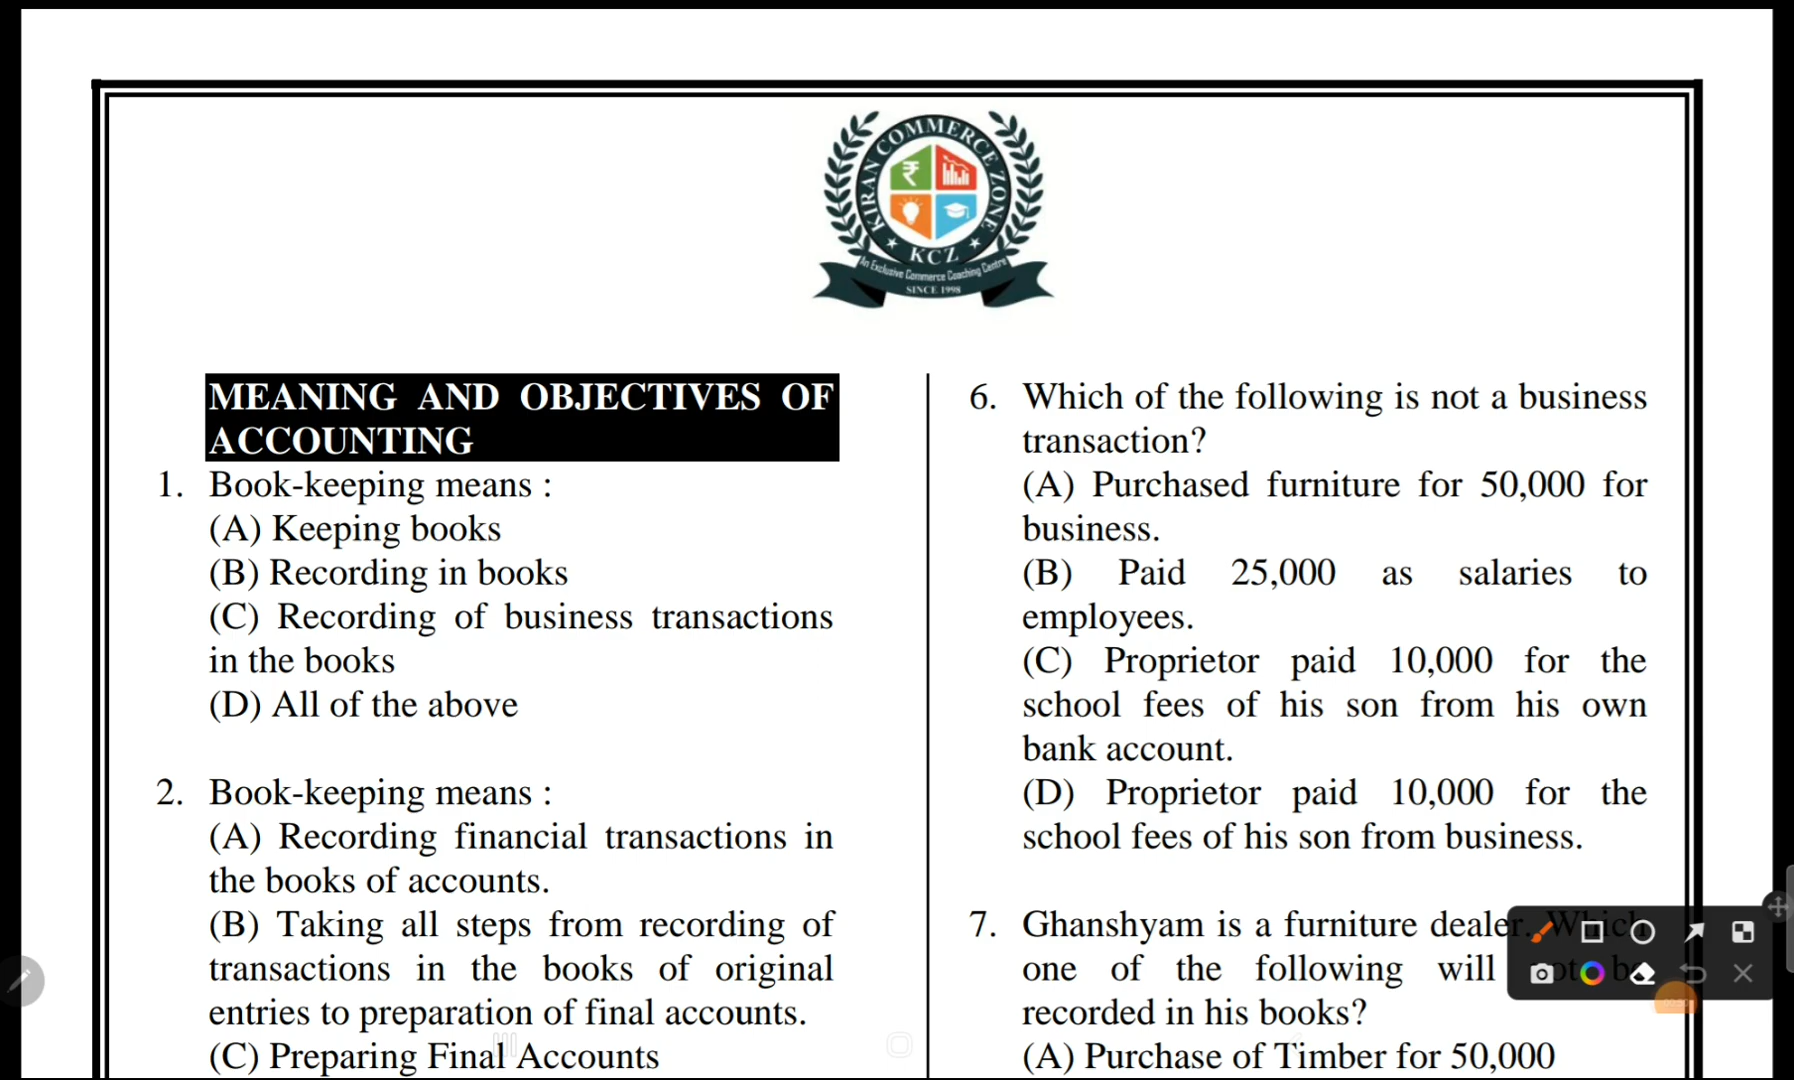 KIRAN COMMERCE ZONE
KCZ
An Exclusive Commerce Coaching Centre
SINCE 1998
MEANING AND OBJECTIVES OF
ACCOUNTING
1. Book-keeping means :
(A) Keeping books
(B) Recording in books
(C) Recording of business transactions
in the books
(D) All of the above
2. Book-keeping means :
(A) Recording financial transactions in
the books of accounts.
(B) Taking all steps from recording of
transactions in the books of original
entries to preparation of final accounts.
(C) Preparing Final Accounts
6. Which of the following is not a business
transaction?
(A) Purchased furniture for 50,000 for
business.
(B) Paid 25,000 as salaries to
employees.
(C) Proprietor paid 10,000 for the
school fees of his son from his own
bank account.
(D) Proprietor paid 10,000 for the
school fees of his son from business.
7. Ghanshyam is a furniture dealer. Which
one of the following will not be
recorded in his books?
(A) Purchase of Timber for 50,000